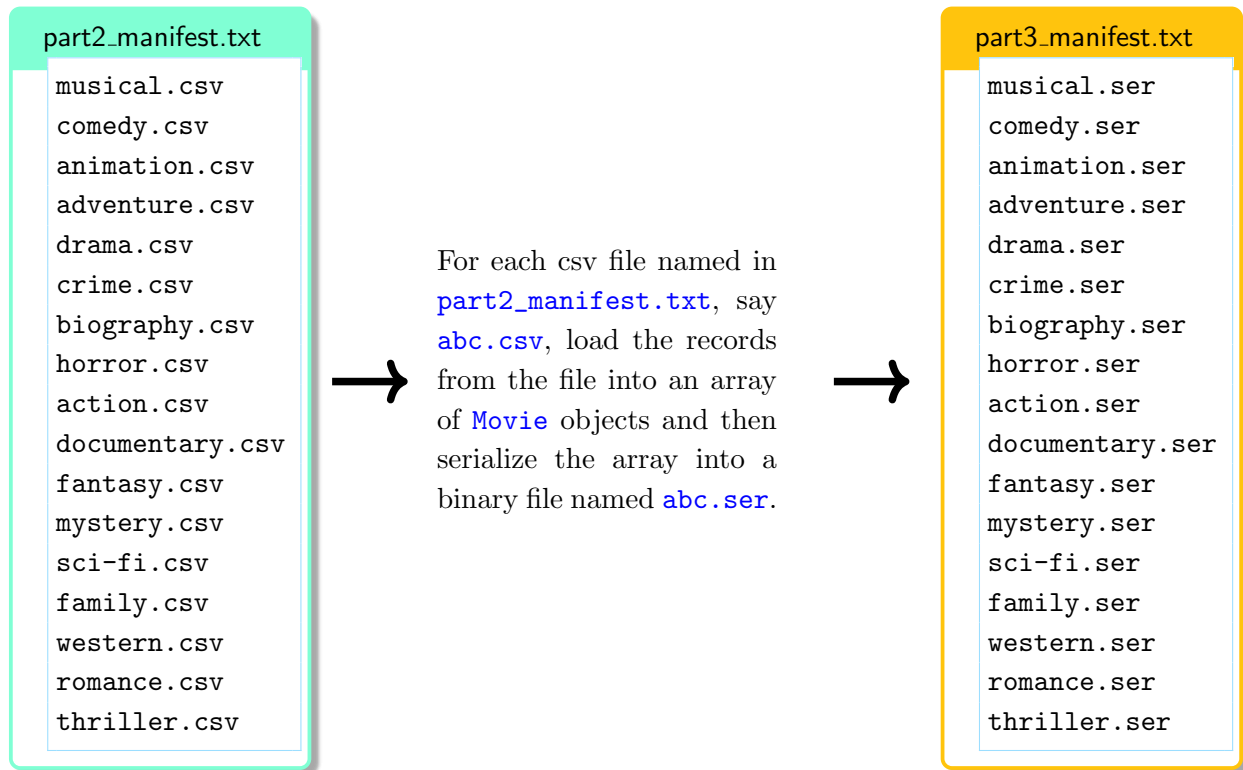 part2_manifest.txt
musical.csv
comedy.csv
animation.csv
adventure.csv
drama.csv
crime.csv
biography.csv
horror.csv
action.csv
documentary.csv
fantasy.csv
mystery.csv
sci-fi.csv
family.csv
western.csv
romance.csv
thriller.csv
For each csv file named in
part2_manifest.txt, say
abc.csv, load the records
from the file into an array
of Movie objects and then
serialize the array into a
binary file named abc.ser.
part3_manifest.txt
musical.ser
comedy.ser
animation.ser
adventure.ser
drama.ser
crime.ser
biography.ser
horror.ser
action.ser
documentary.ser
fantasy.ser
mystery.ser
sci-fi.ser
family.ser
western.ser
romance.ser
thriller.ser